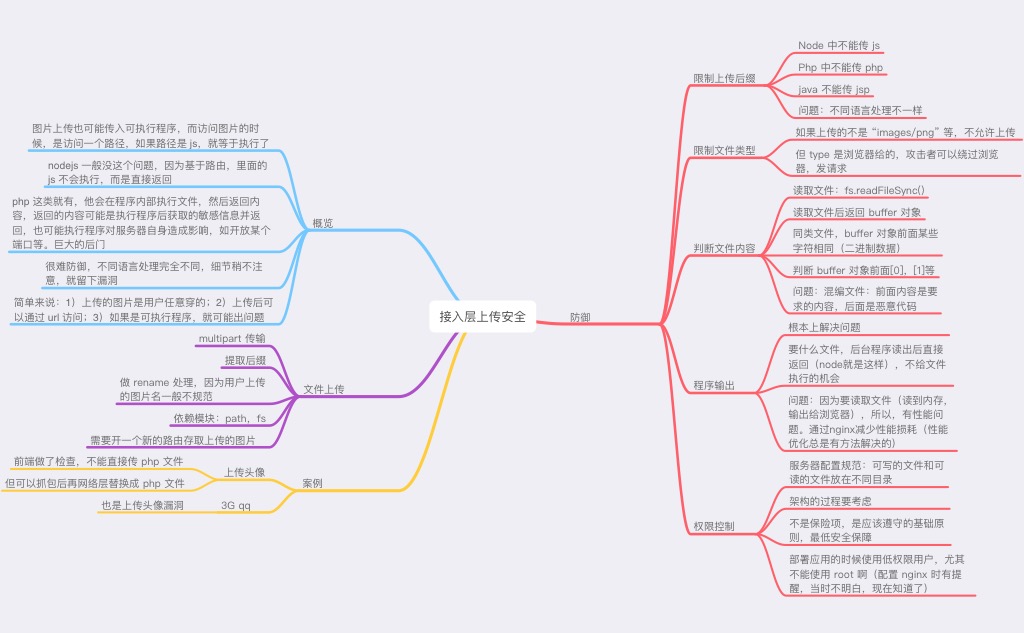 接入层上传安全
概览
图片上传也可能传入可执行程序，而访问图片的时
候，是访问一个路径，如果路径是 js，就等于执行了
nodejs 一般没这个问题，因为基于路由，里面的
js 不会执行，而是直接返回
php 这类就有，他会在程序内部执行文件，然后返回内
容，返回的内容可能是执行程序后获取的敏感信息并返
回，也可能执行程序对服务器自身造成影响，如开放某个
端口等。巨大的后门
很难防御，不同语言处理完全不同，细节稍不注
意，就留下漏洞
简单来说：1）上传的图片是用户任意穿的；2）上传后可
以通过 url 访问；3）如果是可执行程序，就可能出问题
文件上传
multipart 传输
提取后缀
做 rename 处理，因为用户上传
的图片名一般不规范
依赖模块：path，fs
需要开一个新的路由存取上传的图片
案例
上传头像
前端做了检查，不能直接传 php 文件
但可以抓包后再网络层替换成 php 文件
3G qq
也是上传头像漏洞
防御
限制上传后缀
Node 中不能传 js
Php 中不能传 php
java 不能传 jsp
问题：不同语言处理不一样
限制文件类型
如果上传的不是“images/png”等，不允许上传
但 type 是浏览器给的，攻击者可以绕过浏览
器，发请求
判断文件内容
读取文件：fs.readFileSync()
读取文件后返回 buffer 对象
同类文件，buffer 对象前面某些
字符相同（二进制数据）
判断 buffer 对象前面[0]，[1]等
问题：混编文件：前面内容是要
求的内容，后面是恶意代码
程序输出
根本上解决问题
要什么文件，后台程序读出后直接
返回（node就是这样），不给文件
执行的机会
问题：因为要读取文件（读到内存，
输出给浏览器），所以，有性能问
题。通过nginx减少性能损耗（性能
优化总是有方法解决的）
权限控制
服务器配置规范：可写的文件和可
读的文件放在不同目录
架构的过程要考虑
不是保险项，是应该遵守的基础原
则，最低安全保障
部署应用的时候使用低权限用户，尤其
不能使用 root 啊（配置 nginx 时有提
醒，当时不明白，现在知道了）